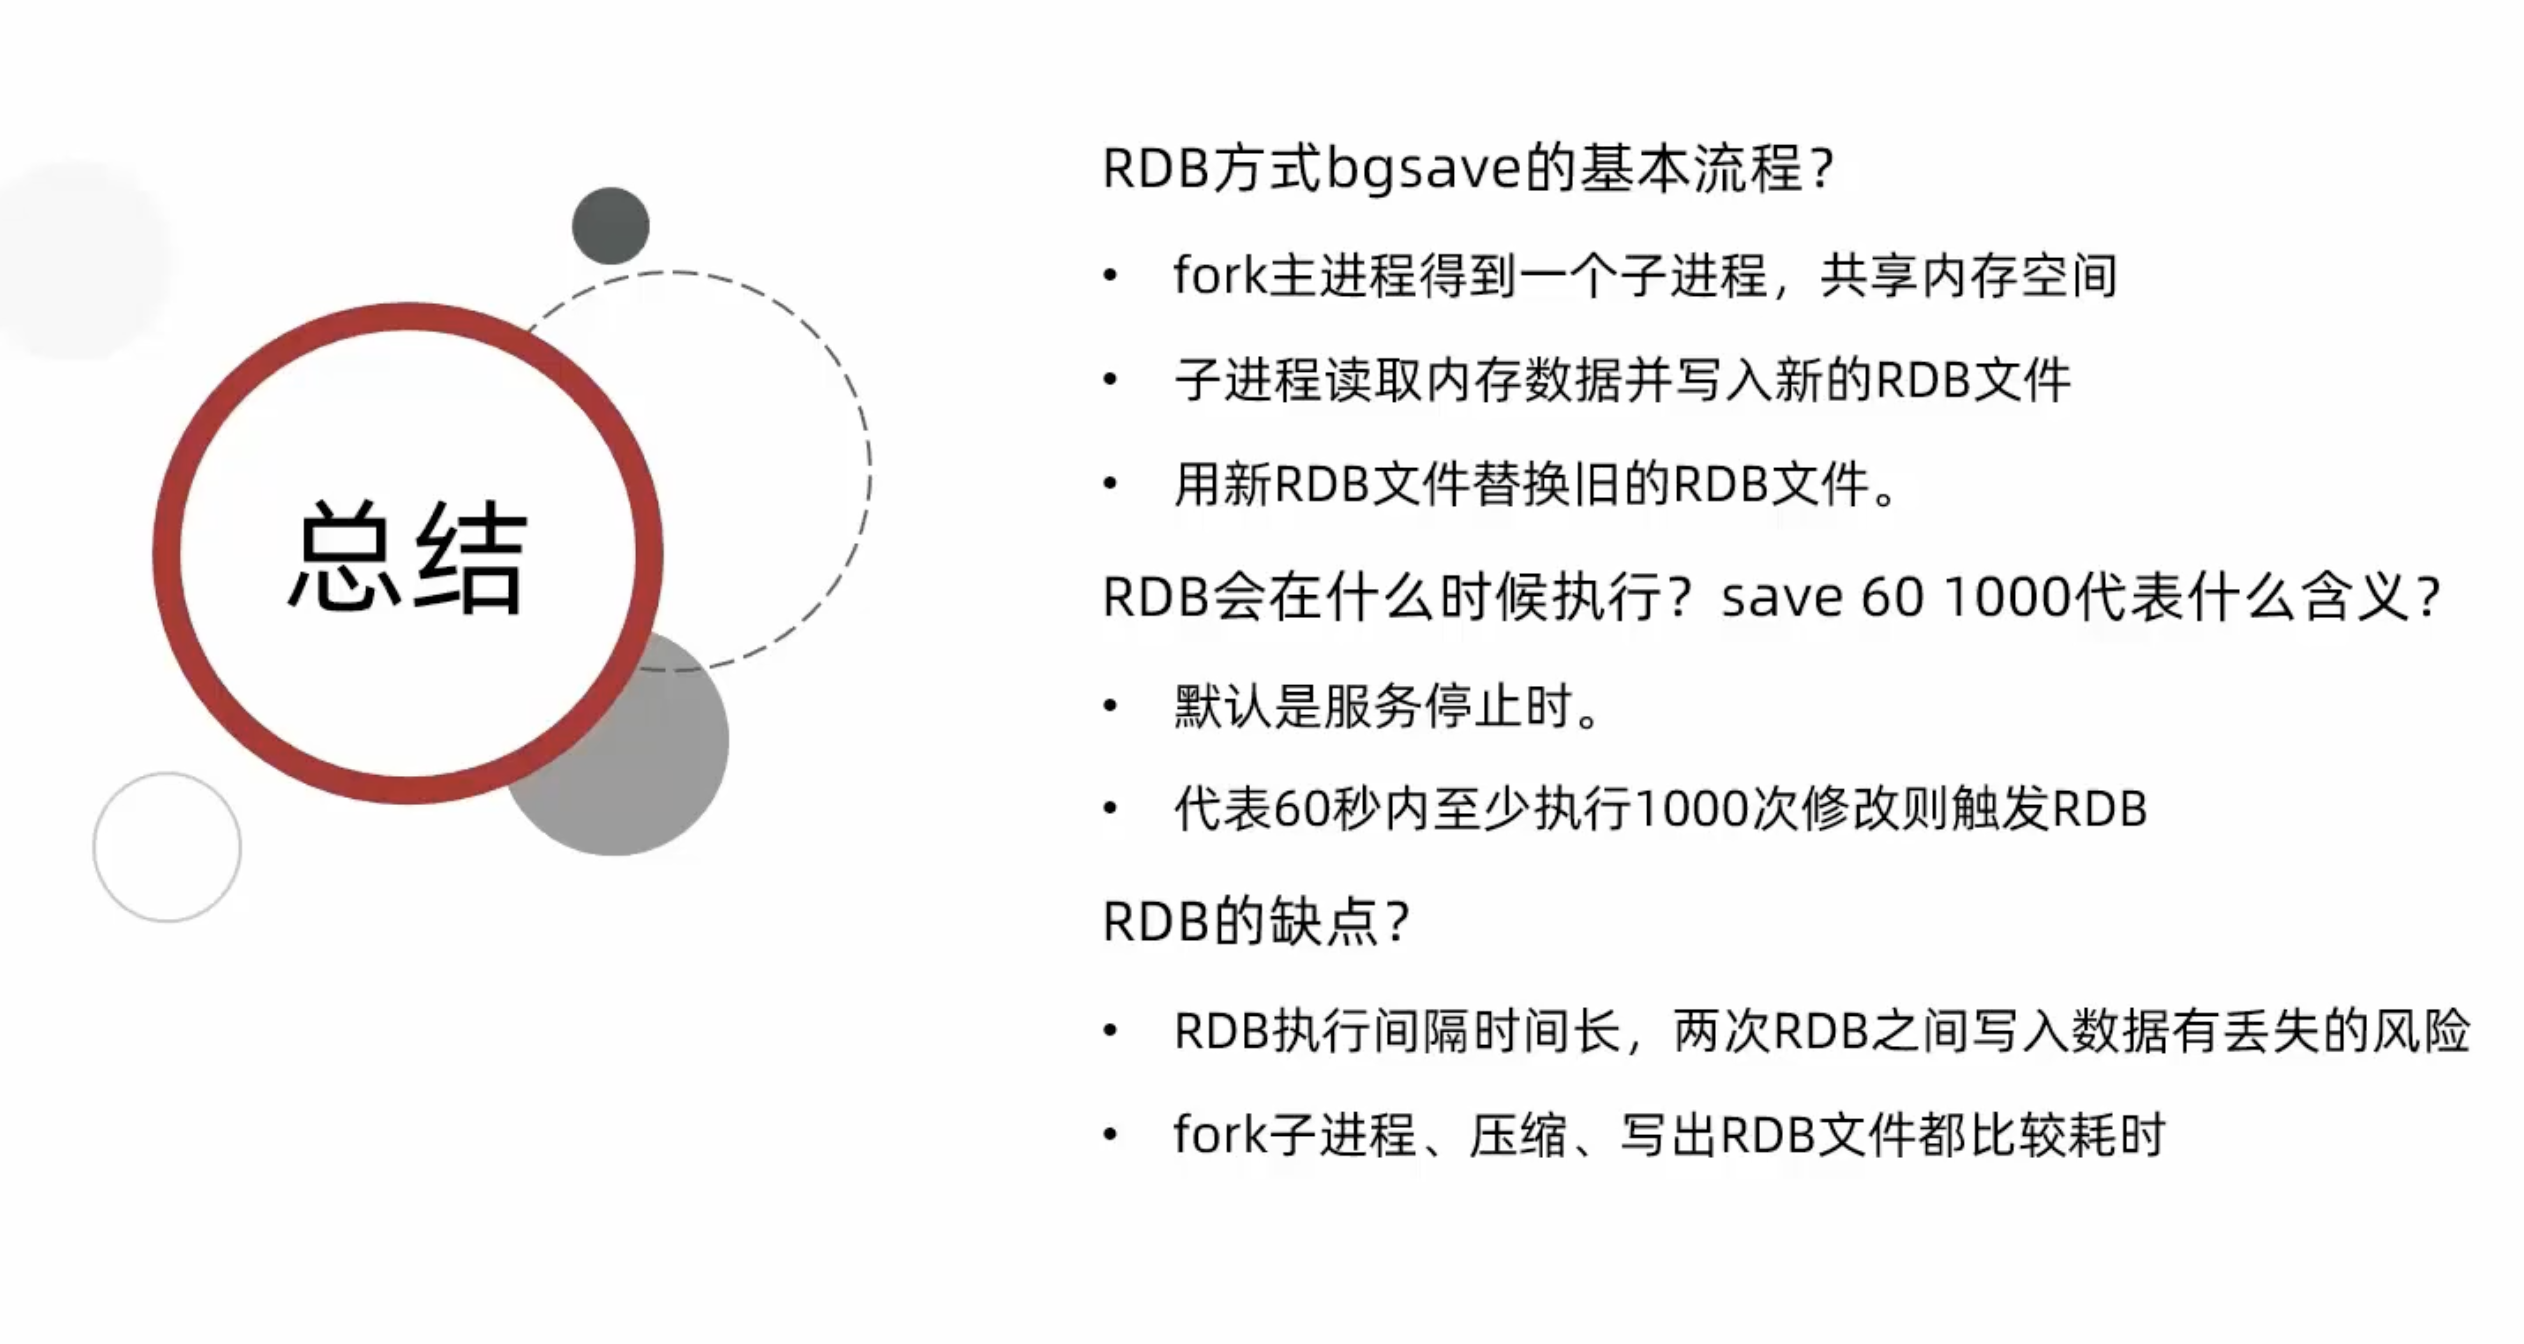 总结
RDB方式bgsave的基本流程？
• fork主进程得到一个子进程，共享内存空间
• 子进程读取内存数据并写入新的RDB文件
• 用新RDB文件替换旧的RDB文件。
RDB会在什么时候执行？save 60 1000代表什么含义？
• 默认是服务停止时。
• 代表60秒内至少执行1000次修改则触发RDB
RDB的缺点？
• RDB执行间隔时间长，两次RDB之间写入数据有丢失的风险
• fork子进程、压缩、写出RDB文件都比较耗时